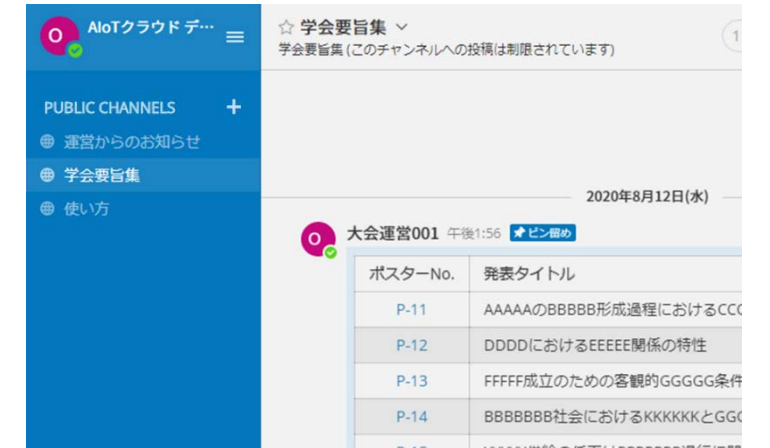 AIoTクラウド デ…
PUBLIC CHANNELS
運営からのお知らせ
学会要旨集
使い方
学会要旨集
学会要旨集 (このチャンネルへの投稿は制限されています)
1
2020年8月12日(水)
大会運営001 午後1:56 ピン留め
ポスターNo. 発表タイトル
P-11 AAAAAのBBBBB形成過程におけるCCC
P-12 DDDDにおけるEEEEE関係の特性
P-13 FFFFF成立のための客観的GGGGG条件
P-14 BBBBBBB社会におけるKKKKKKとGGG